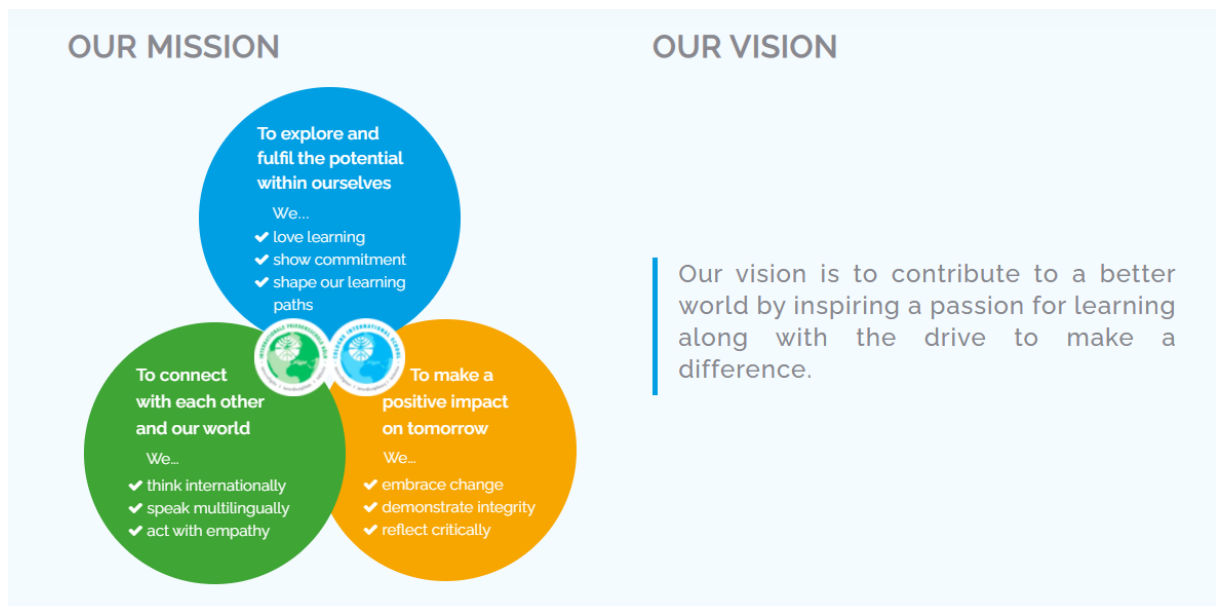 OUR MISSION
To explore and
fulfil the potential
within ourselves
We...
love learning
show commitment
shape our learning
paths
To connect
with each other
and our world
We...
think internationally
speak multilingually
act with empathy
To make a
positive impact
on tomorrow
We...
embrace change
demonstrate integrity
reflect critically
OUR VISION
Our vision is to contribute to a better
world by inspiring a passion for learning
along with the drive to make a
difference.